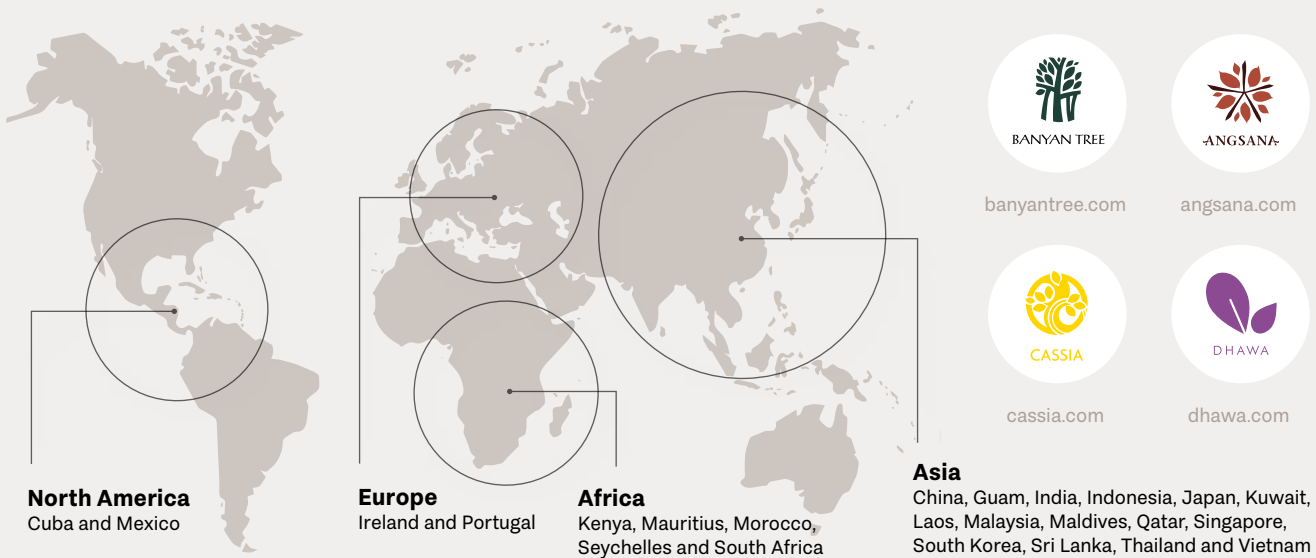 BANYAN TREE
ANGSANA
banyantree.com
angsana.com
CASSIA
DHAWA
cassia.com
dhawa.com
North America
Cuba and Mexico
Europe
Ireland and Portugal
Africa
Kenya, Mauritius, Morocco,
Seychelles and South Africa
Asia
China, Guam, India, Indonesia, Japan, Kuwait,
Laos, Malaysia, Maldives, Qatar, Singapore,
South Korea, Sri Lanka, Thailand and Vietnam